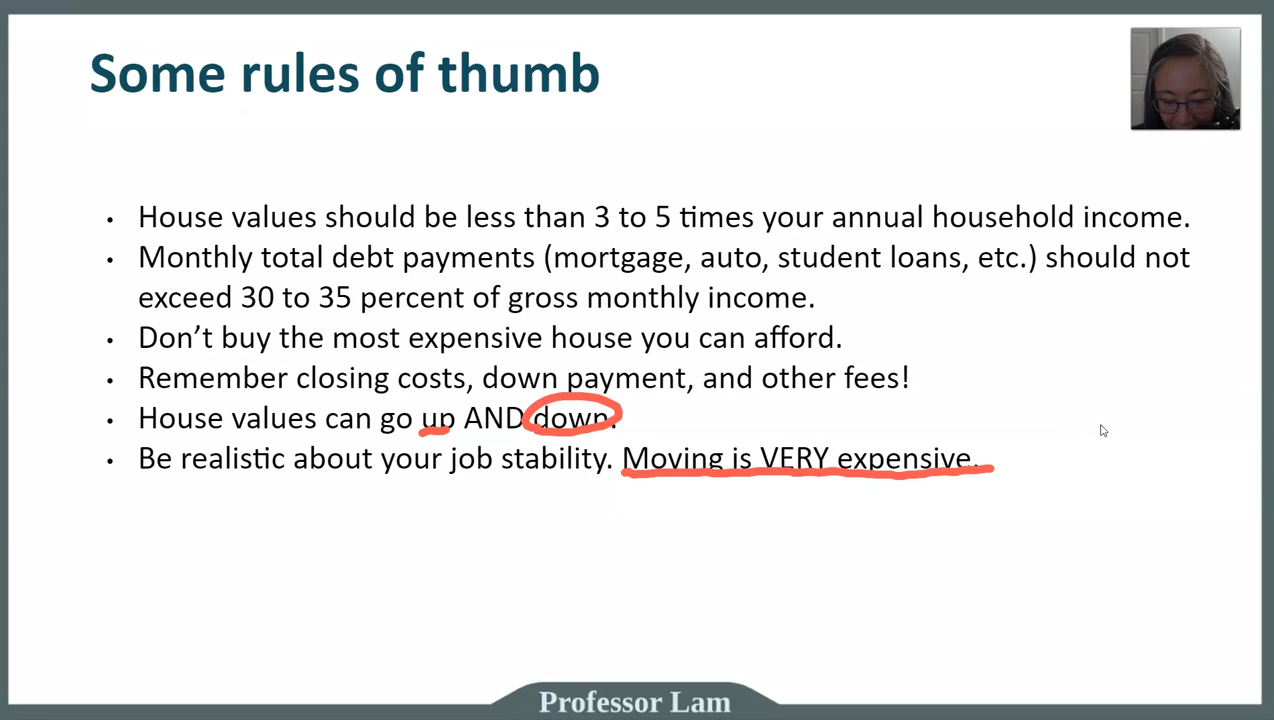 Some rules of thumb
• House values should be less than 3 to 5 times your annual household income.
• Monthly total debt payments (mortgage, auto, student loans, etc.) should not
exceed 30 to 35 percent of gross monthly income.
• Don’t buy the most expensive house you can afford.
• Remember closing costs, down payment, and other fees!
• House values can go up AND down.
• Be realistic about your job stability. Moving is VERY expensive.
Professor Lam